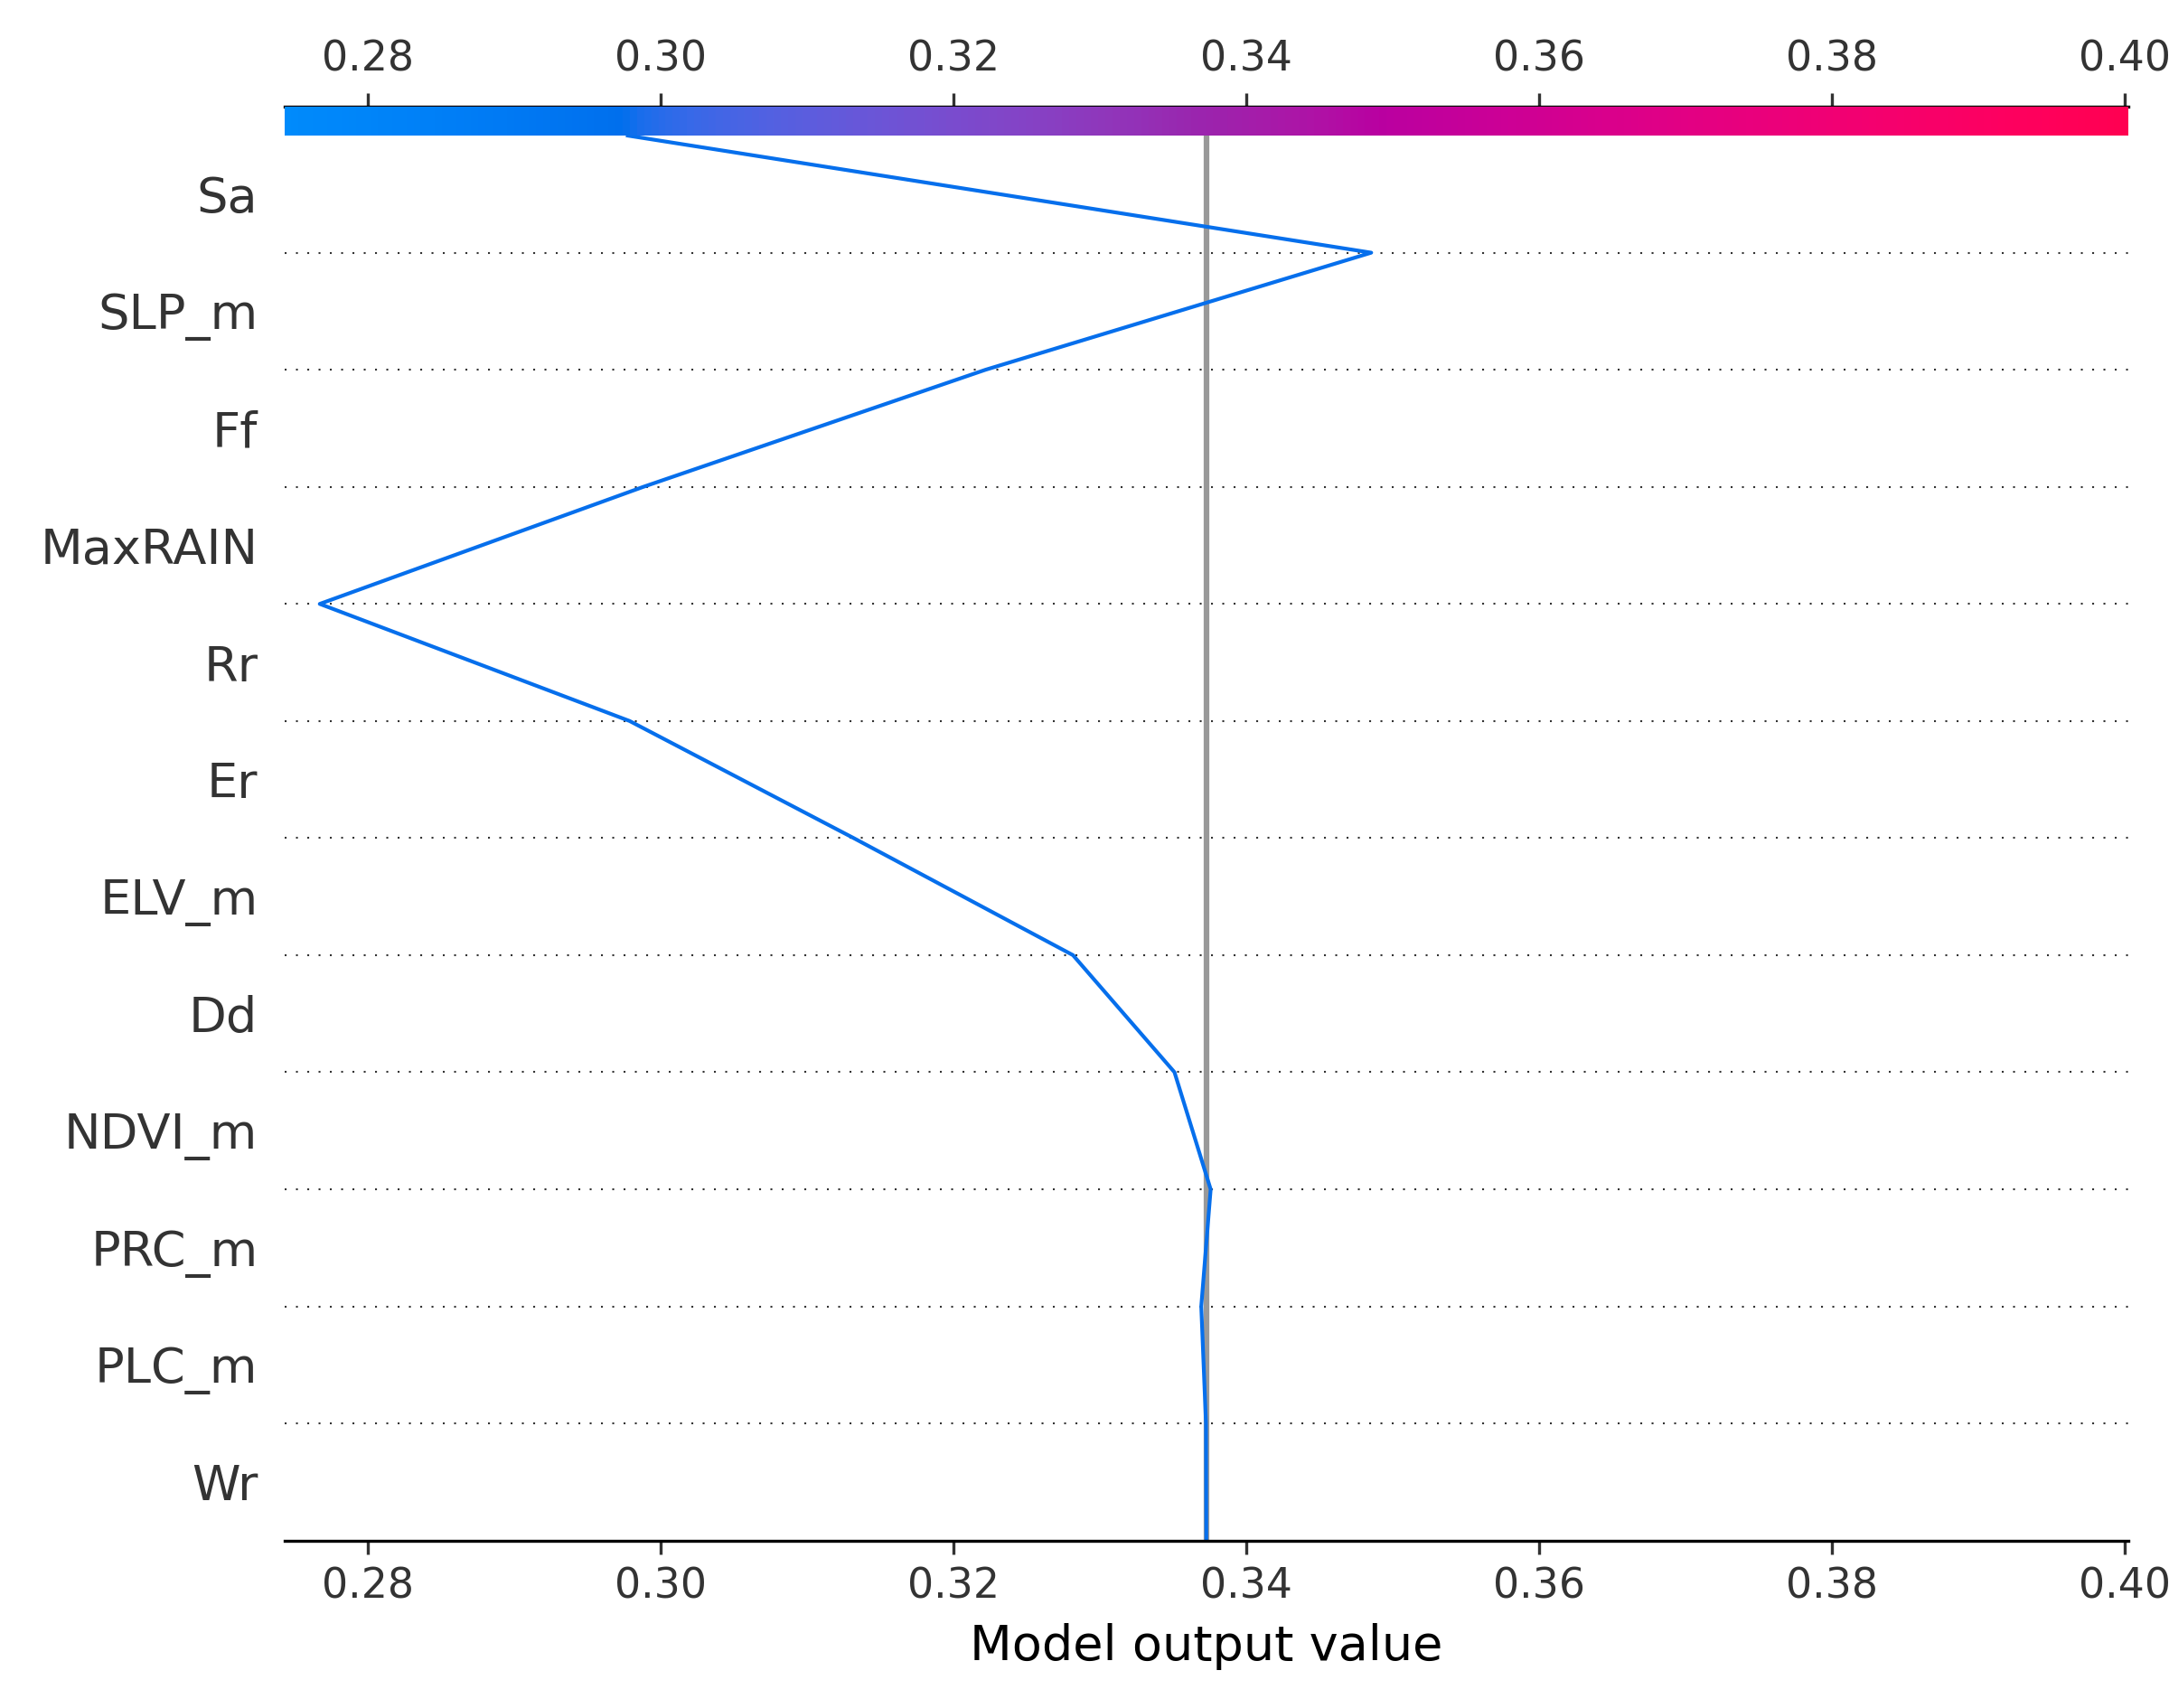 0.28 0.30 0.32 0.34 0.36 0.38 0.40
Sa
SLP_m
Ff
MaxRAIN
Rr
Er
ELV_m
Dd
NDVI_m
PRC_m
PLC_m
Wr
0.28 0.30 0.32 0.34 0.36 0.38 0.40
Model output value